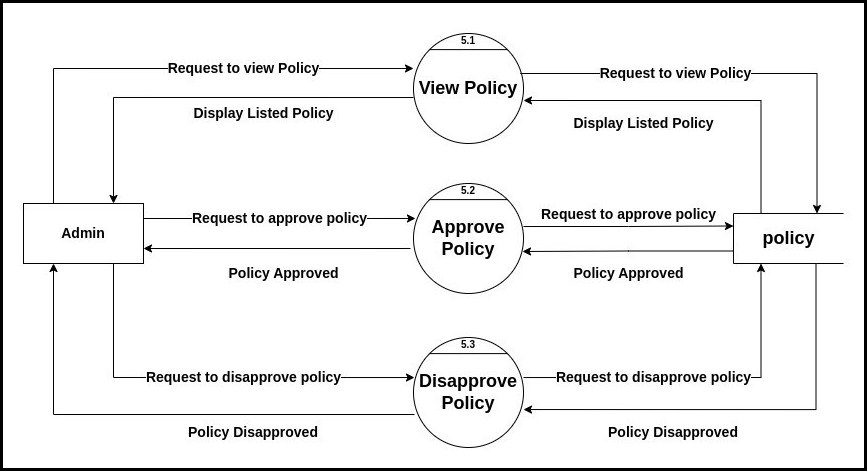 5.1
Request to view Policy
View Policy
Request to view Policy
Display Listed Policy
Display Listed Policy
5.2
Request to approve policy
Approve
Policy
Request to approve policy
Admin
policy
Policy Approved
Policy Approved
5.3
Request to disapprove policy
Disapprove
Policy
Request to disapprove policy
Policy Disapproved
Policy Disapproved